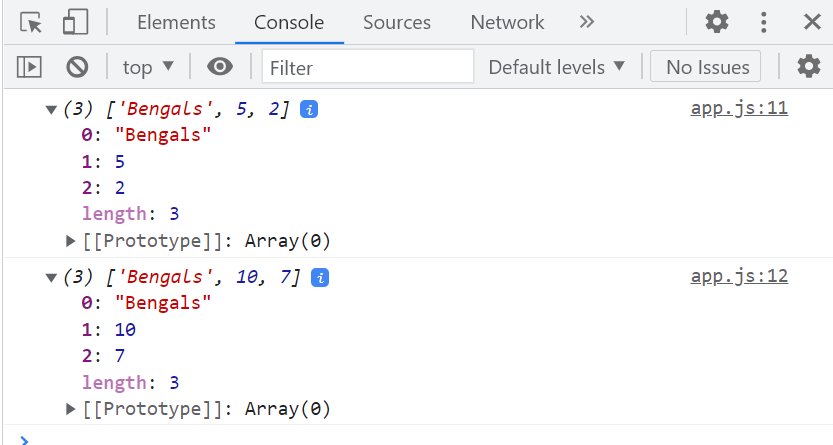 Elements Console Sources Network »
top Filter Default levels No Issues
(3) ['Bengals', 5, 2] i app.js:11
0: "Bengals"
1: 5
2: 2
length: 3
[[Prototype]]: Array(0)
(3) ['Bengals', 10, 7] i app.js:12
0: "Bengals"
1: 10
2: 7
length: 3
[[Prototype]]: Array(0)